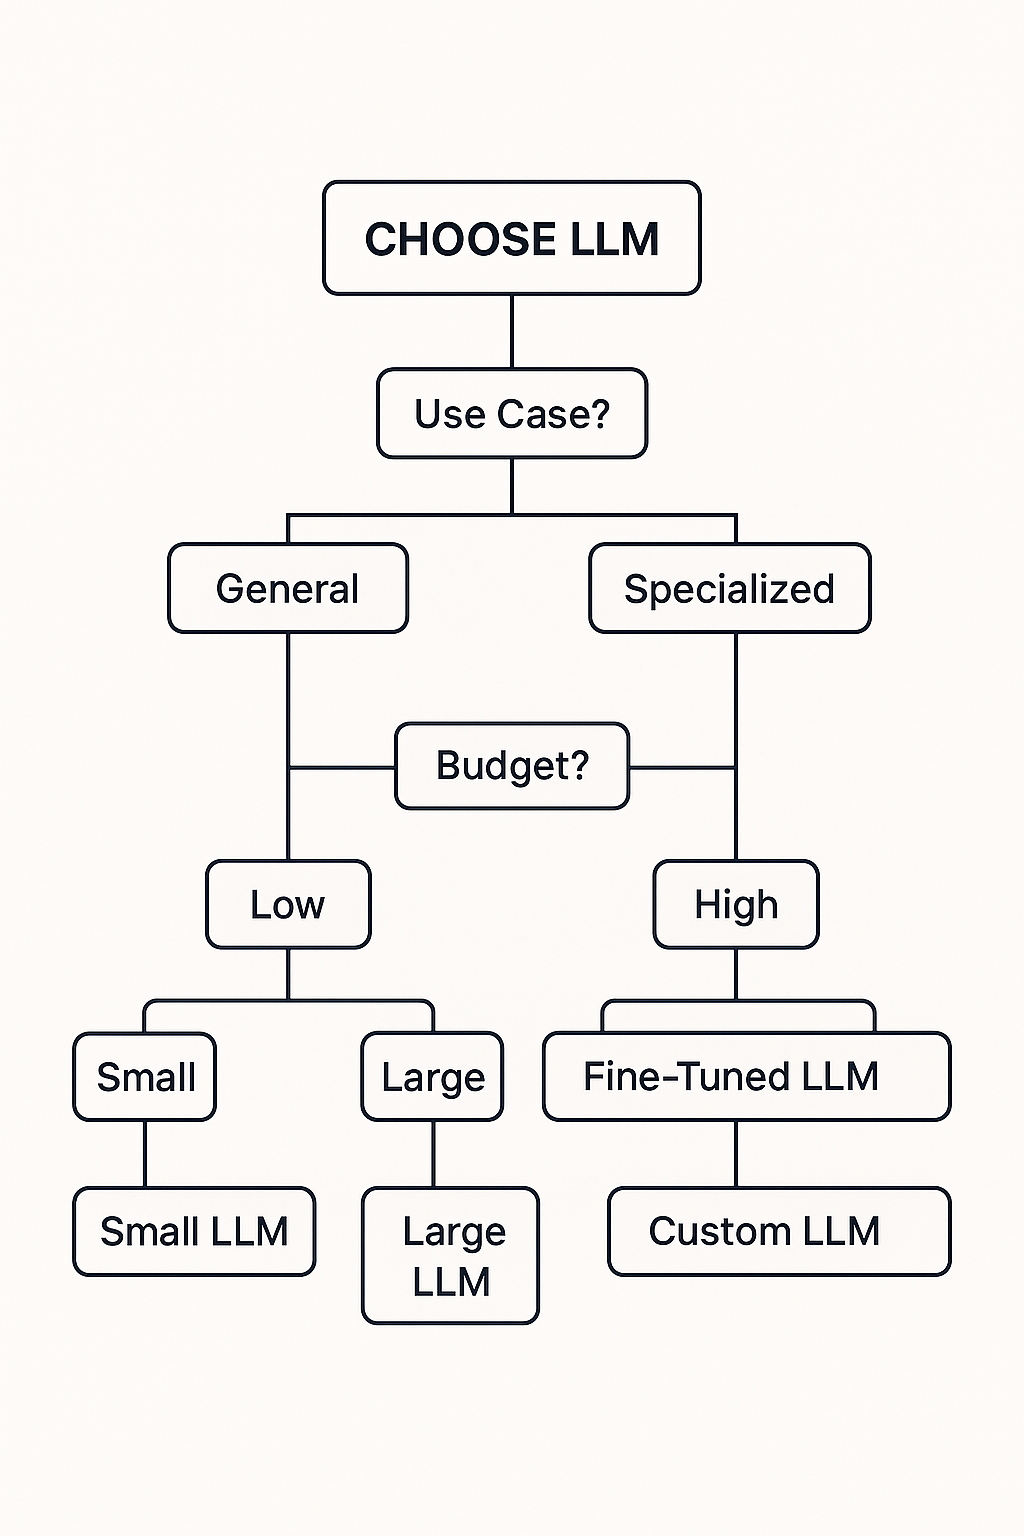 CHOOSE LLM
Use Case?
General
Specialized
Budget?
Low
High
Small
Large
Fine-Tuned LLM
Small LLM
Large
LLM
Custom LLM